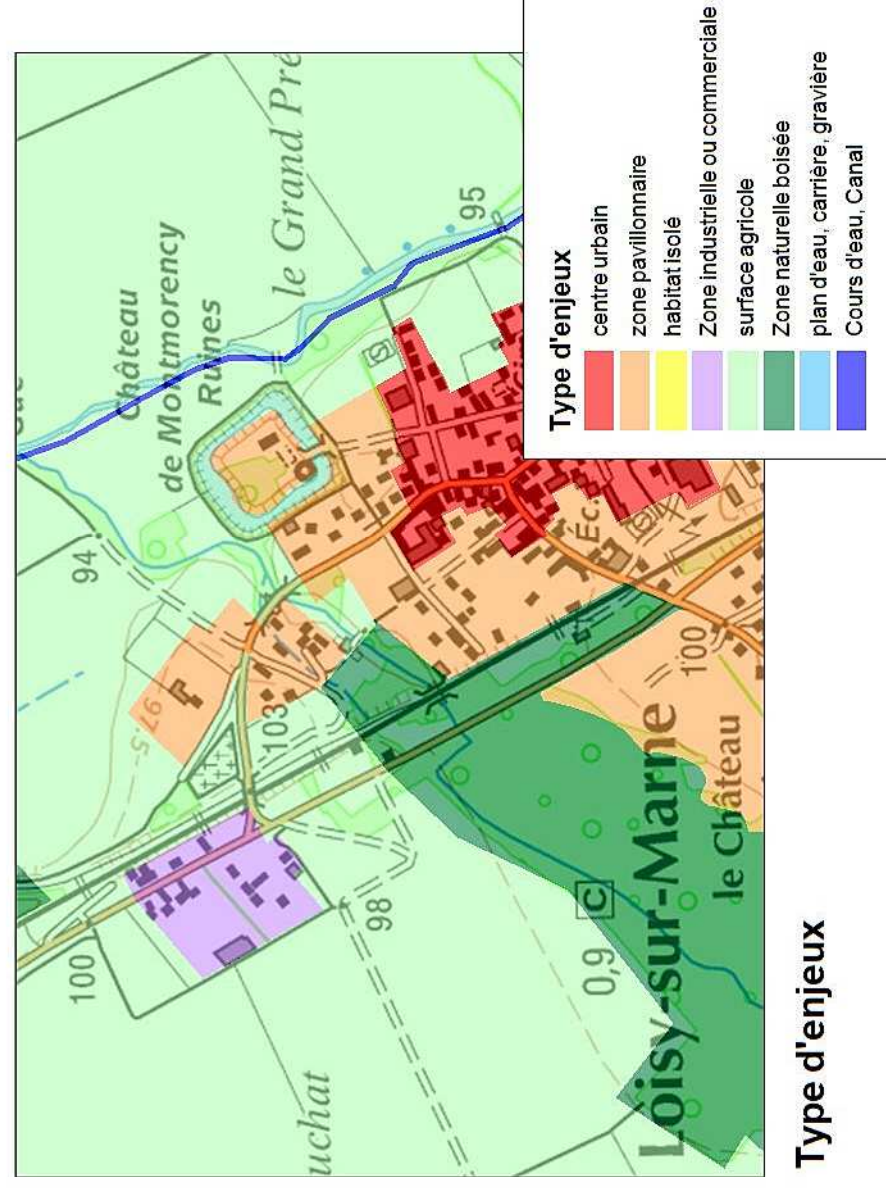 Château
de Montmorency
Ruines
le Grand Pré
94
95
97.5
103
100
98
uchat
Éc.
100
0,9 C
Loisy-sur-Marne
le Château
Type d'enjeux
centre urbain
zone pavillonnaire
habitat isolé
Zone industrielle ou commerciale
surface agricole
Zone naturelle boisée
plan d'eau, carrière, gravière
Cours d'eau, Canal
Type d'enjeux